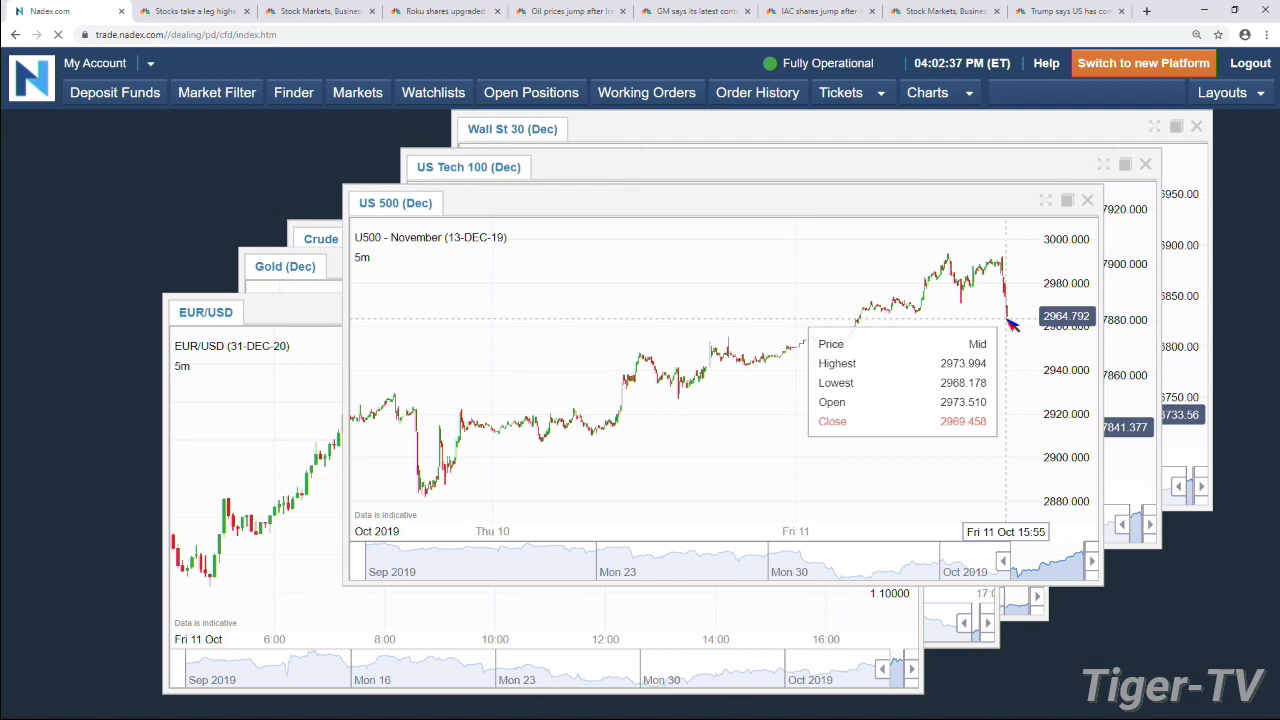 Nadex.com
Stocks take a leg highe
Stock Markets, Busines
Roku shares upgraded
Oil prices jump after Ira
GM says its latest cont
IAC shares jump after it
Stock Markets, Busines
Trump says US has con
trade.nadex.com//dealing/pd/cfd/index.htm
My Account
Fully Operational
04:02:37 PM (ET)
Help
Switch to new Platform
Logout
N
Deposit Funds
Market Filter
Finder
Markets
Watchlists
Open Positions
Working Orders
Order History
Tickets
Charts
Layouts
Wall St 30 (Dec)
US Tech 100 (Dec)
US 500 (Dec)
Crude
Gold (Dec)
EUR/USD
U500 - November (13-DEC-19)
5m
3000.000
2980.000
2964.792
2960.000
2940.000
2920.000
2900.000
2880.000
Price Mid
Highest 2973.994
Lowest 2968.178
Open 2973.510
Close 2969.458
Data is indicative
Oct 2019 Thu 10 Fri 11 Fri 11 Oct 15:55
Sep 2019 Mon 23 Mon 30 Oct 2019
7920.000
7900.000
7880.000
7860.000
7841.377
6950.00
6900.00
6850.00
6800.00
6750.00
6733.56
EUR/USD (31-DEC-20)
5m
1.10000
17:0
Data is indicative
Fri 11 Oct 6:00 8:00 10:00 12:00 14:00 16:00
Sep 2019 Mon 16 Mon 23 Mon 30 Oct 2019
Tiger-TV